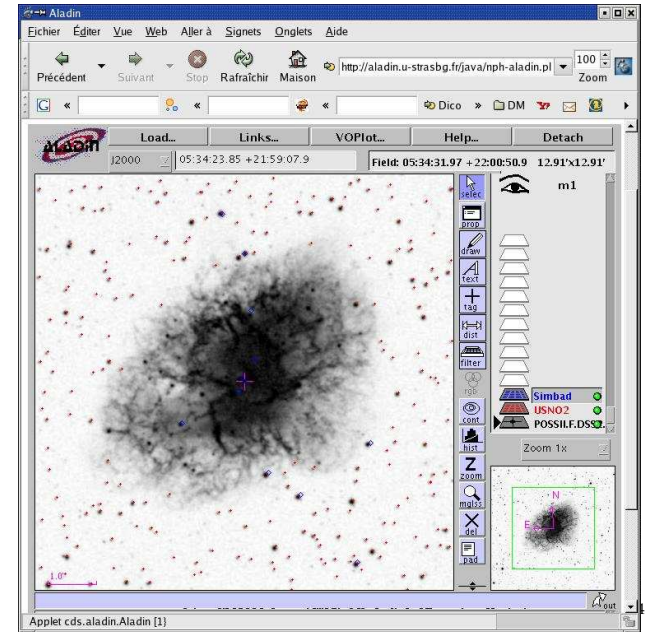 Aladin
Fichier Éditer Vue Web Aller à Signets Onglets Aide
Précédent Suivant Stop Rafraîchir Maison http://aladin.u-strasbg.fr/java/nph-aladin.pl 100 Zoom
G « « « Dico » DM
ALADIN Load... Links... VOPlot... Help... Detach
J2000 05:34:23.85 +21:59:07.9 Field: 05:34:31.97 +22:00:50.9 12.91'x12.91'
m1
selec
prop
draw
text
tag
dist
filter
rgb
cont
hist
Z
zoom
mglss
del
pad
Simbad
USNO2
POSSII.F.DSS2.
Zoom 1x
N
E
1.0'
out
Applet cds.aladin.Aladin [1}
4